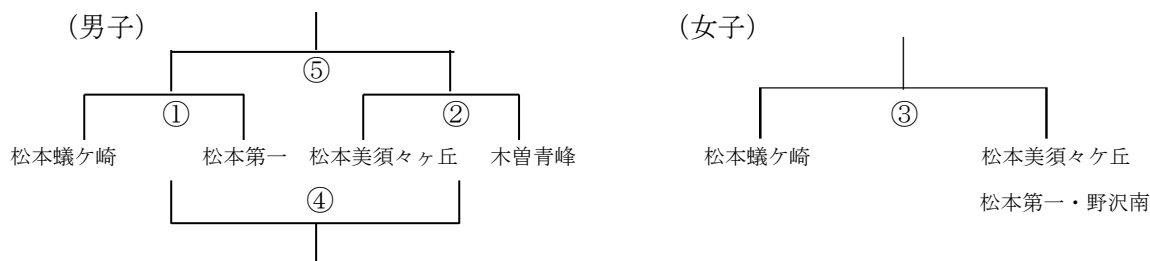 (男子)
(女子)
⑤
① ② ③
松本蟻ケ崎 松本第一 松本美須々ヶ丘 木曽青峰 松本蟻ケ崎 松本美須々ケ丘
④ 松本第一・野沢南